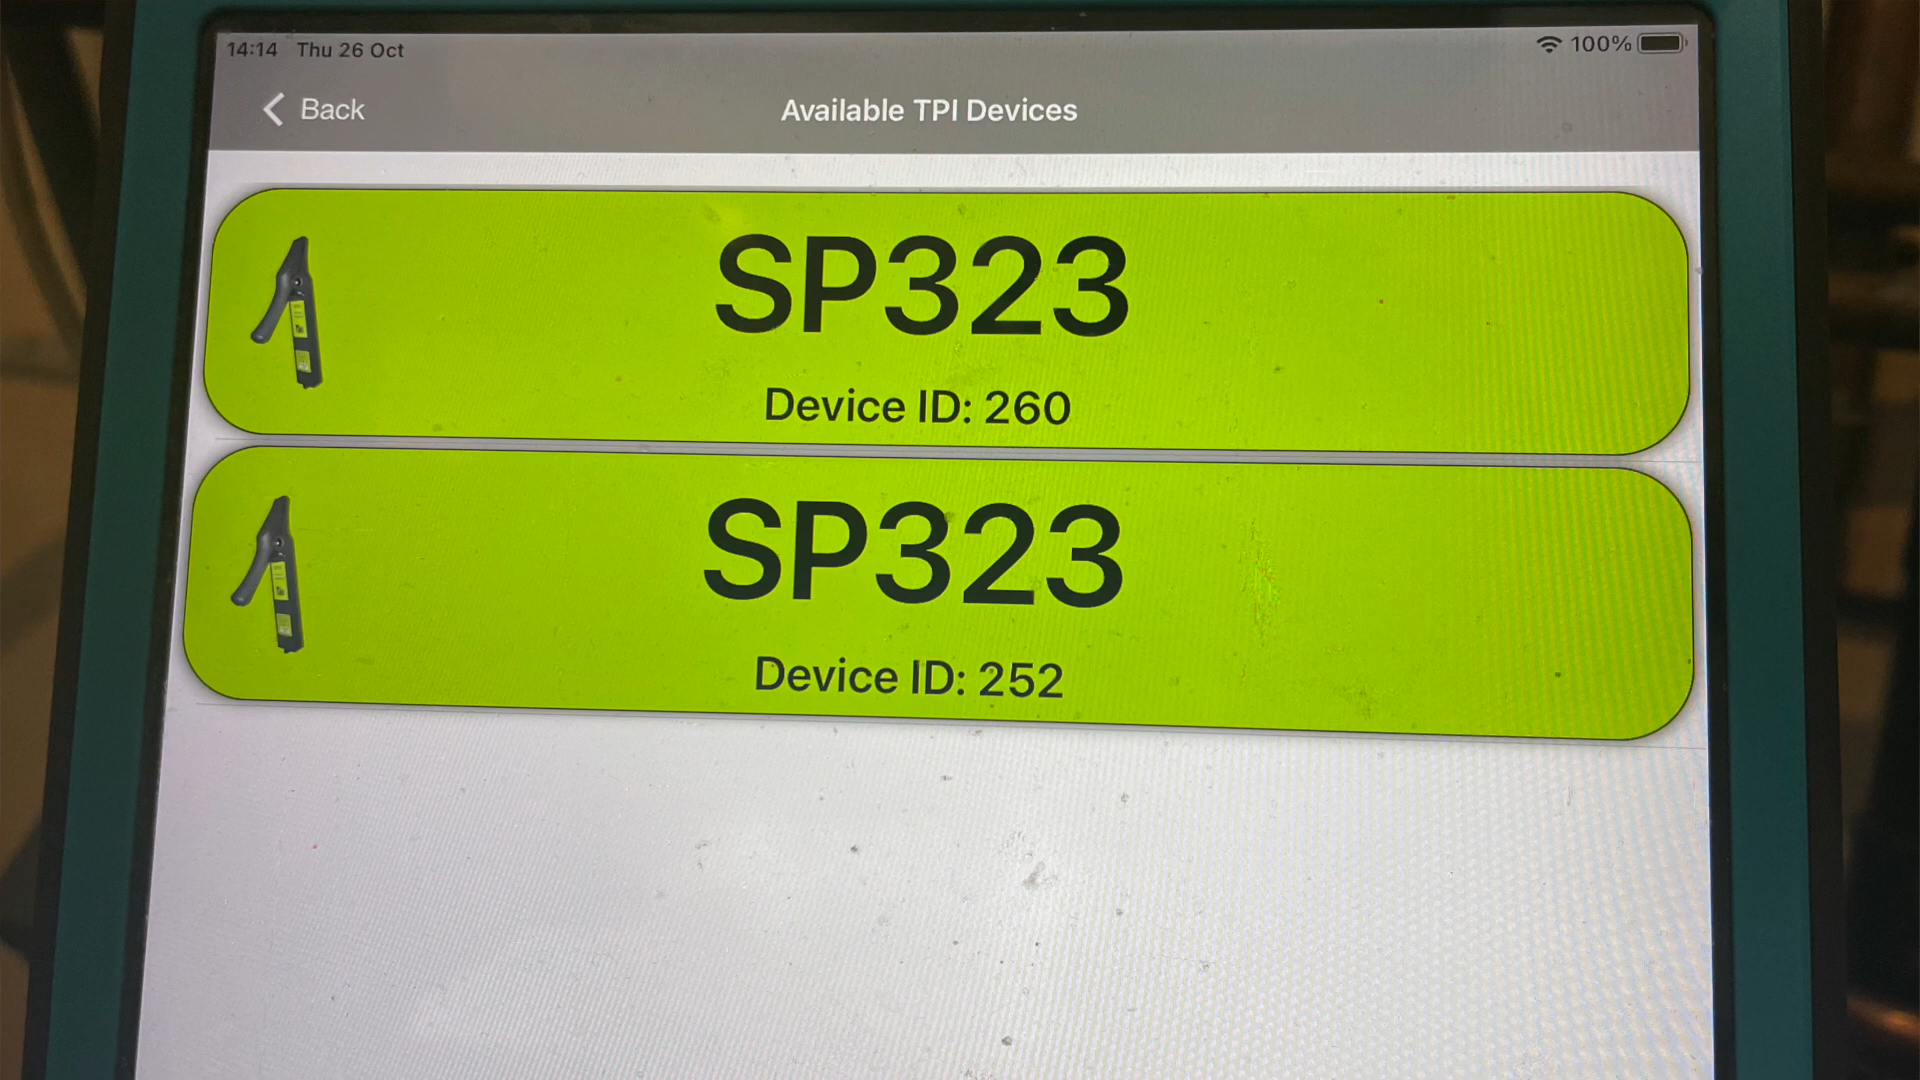 14:14 Thu 26 Oct
100%
Back
Available TPI Devices
SP323
Device ID: 260
SP323
Device ID: 252